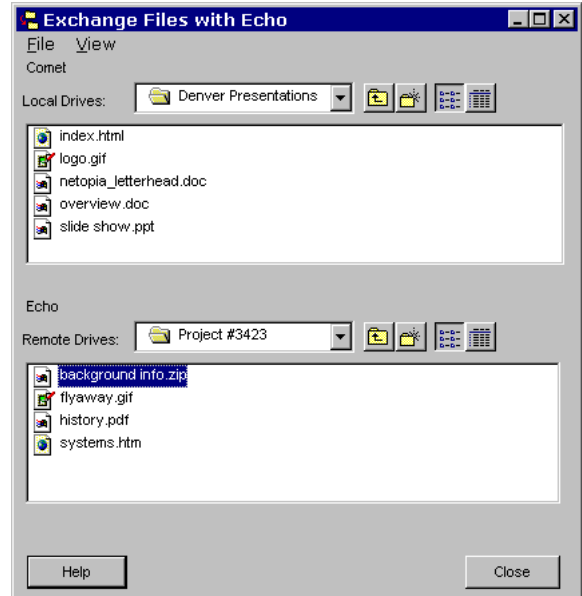 Exchange Files with Echo
File View
Comet
Local Drives: Denver Presentations
index.html
logo.gif
netopia_letterhead.doc
overview.doc
slide show.ppt
Echo
Remote Drives: Project #3423
background info.zip
flyaway.gif
history.pdf
systems.htm
Help Close